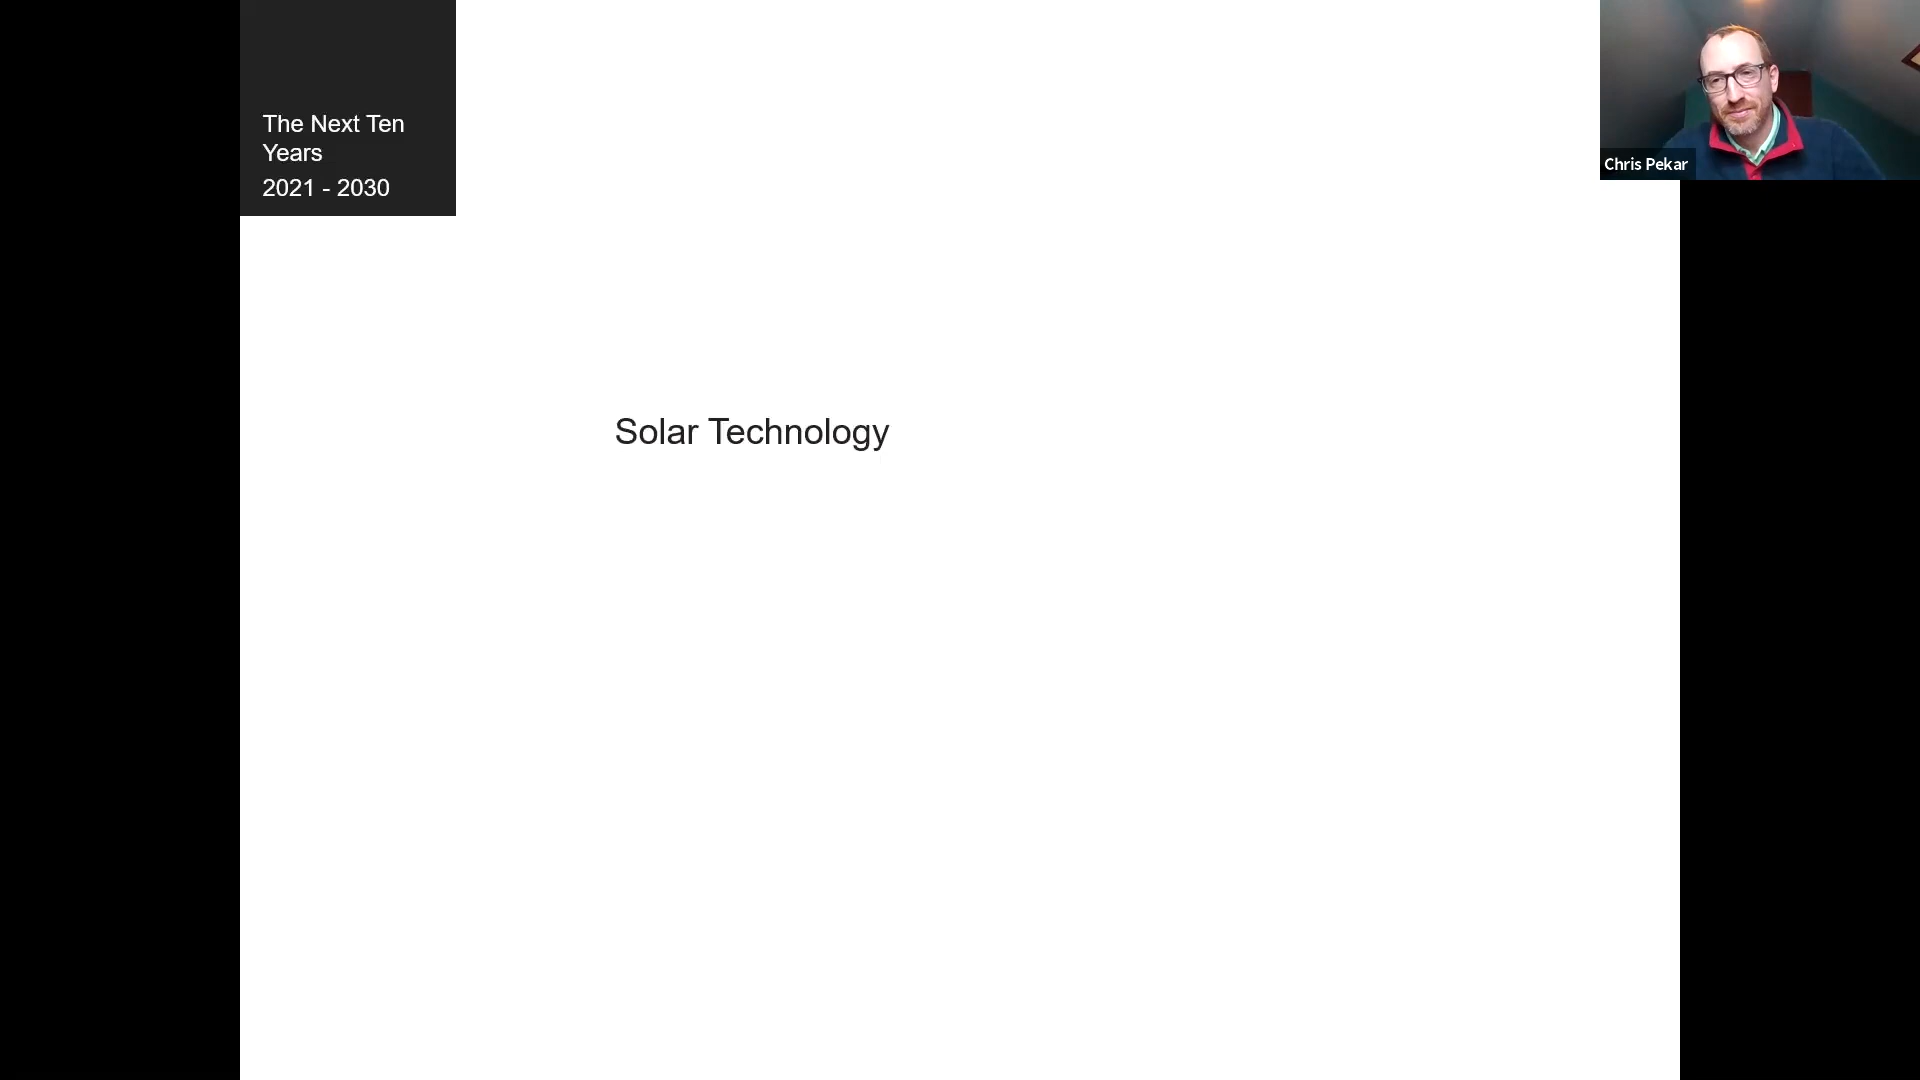 The Next Ten
Years
2021 - 2030
Chris Pekar
Solar Technology